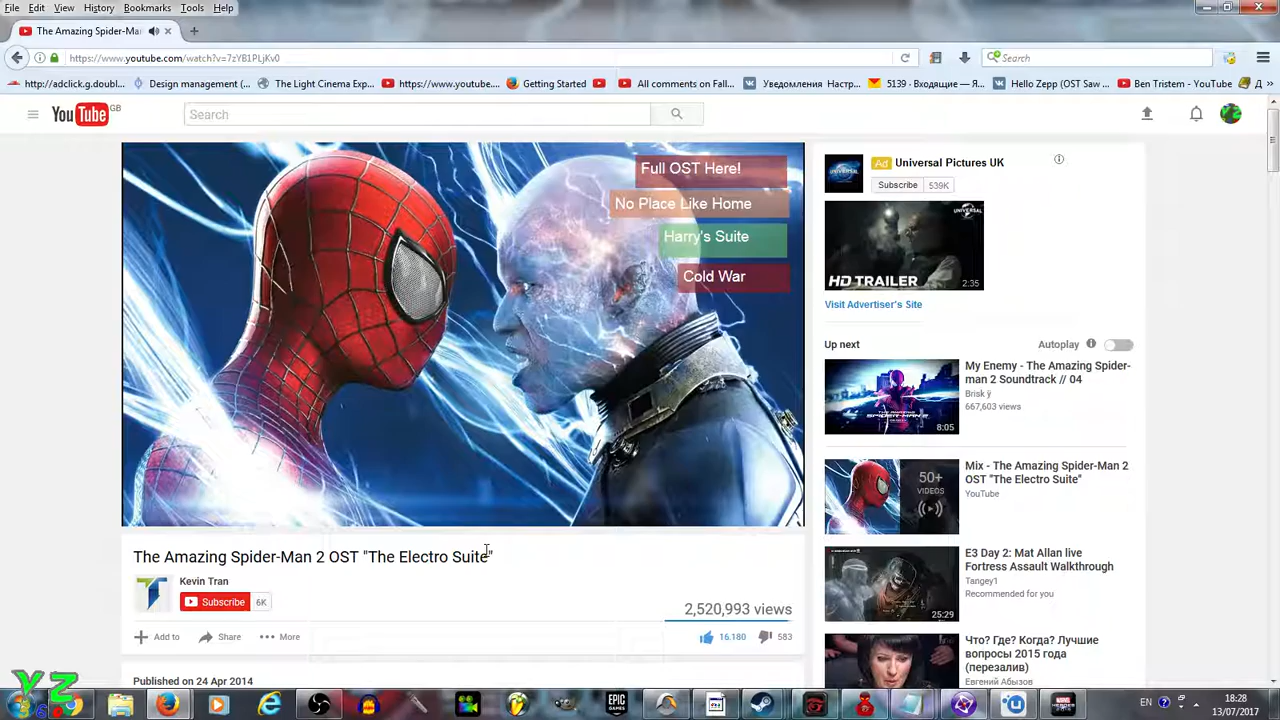 File Edit View History Bookmarks Tools Help
The Amazing Spider-Ma
https://www.youtube.com/watch?v=7zYB1PLjKv0
Search
http://adclick.g.doubl... Design management (... The Light Cinema Exp... https://www.youtube.... Getting Started All comments on Fall... Уведомления Настр... 5139 · Входящие — Я... Hello Zepp (OST Saw ... Ben Tristem - YouTube Д
YouTube GB
Search
Full OST Here!
No Place Like Home
Harry's Suite
Cold War
Ad Universal Pictures UK
Subscribe 539K
UNIVERSAL
HD TRAILER
2:35
Visit Advertiser's Site
Up next Autoplay
My Enemy - The Amazing Spider-
man 2 Soundtrack // 04
Brisk ÿ
667,603 views
8:05
50+
VIDEOS
Mix - The Amazing Spider-Man 2
OST "The Electro Suite"
YouTube
E3 Day 2: Mat Allan live
Fortress Assault Walkthrough
Tangey1
Recommended for you
25:29
Что? Где? Когда? Лучшие
вопросы 2015 года
(перезалив)
Евгений Абызов
The Amazing Spider-Man 2 OST "The Electro Suite"
Kevin Tran
Subscribe 6K
2,520,993 views
Add to Share More
16,180 583
Published on 24 Apr 2014
YZ
EPIC
GAMES
EN
18:28
13/07/2017